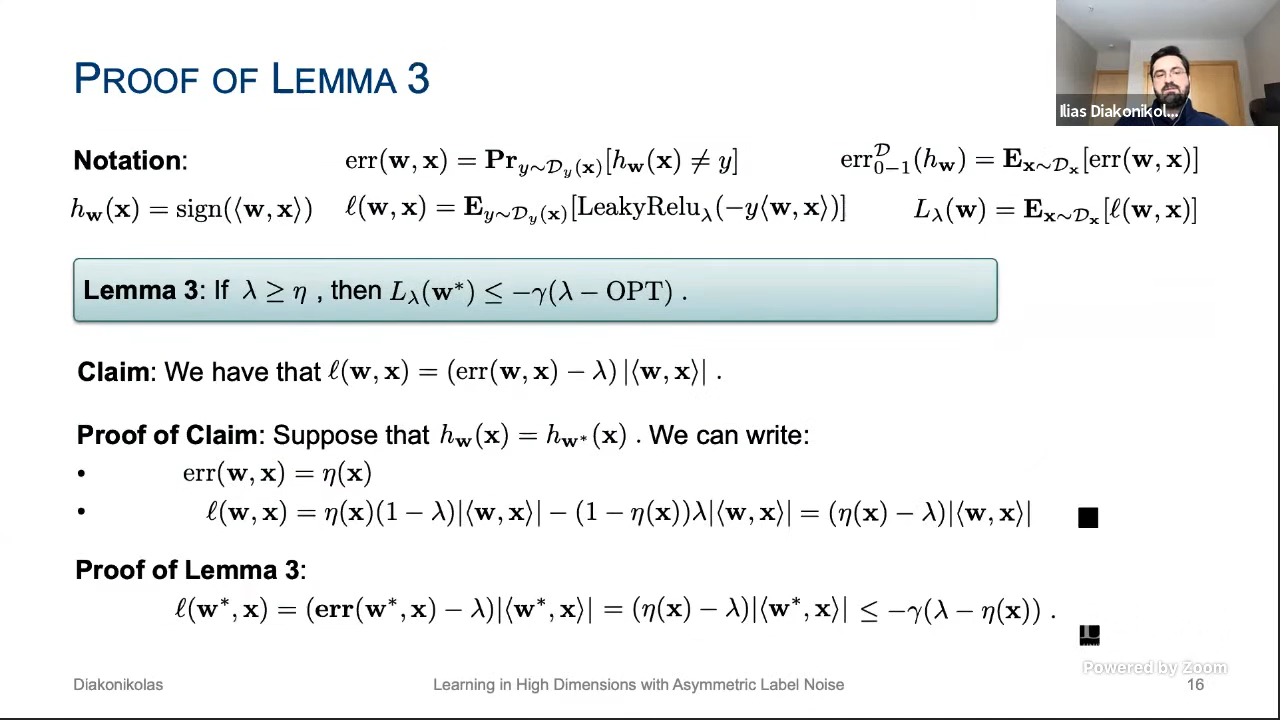 PROOF OF LEMMA 3
Ilias Diakonikol...
Notation: err(w, x) = Pr_{y∼D_y(x)}[h_w(x) ≠ y] err^D_{0−1}(h_w) = E_{x∼D_x}[err(w, x)]
h_w(x) = sign(⟨w, x⟩) ℓ(w, x) = E_{y∼D_y(x)}[LeakyRelu_λ(−y⟨w, x⟩)] L_λ(w) = E_{x∼D_x}[ℓ(w, x)]
Lemma 3: If λ ≥ η , then L_λ(w*) ≤ −γ(λ − OPT) .
Claim: We have that ℓ(w, x) = (err(w, x) − λ) |⟨w, x⟩| .
Proof of Claim: Suppose that h_w(x) = h_{w*}(x) . We can write:
• err(w, x) = η(x)
• ℓ(w, x) = η(x)(1 − λ)|⟨w, x⟩| − (1 − η(x))λ|⟨w, x⟩| = (η(x) − λ)|⟨w, x⟩| ■
Proof of Lemma 3:
ℓ(w*, x) = (err(w*, x) − λ)|⟨w*, x⟩| = (η(x) − λ)|⟨w*, x⟩| ≤ −γ(λ − η(x)) .
Powered by Zoom
Diakonikolas Learning in High Dimensions with Asymmetric Label Noise 16